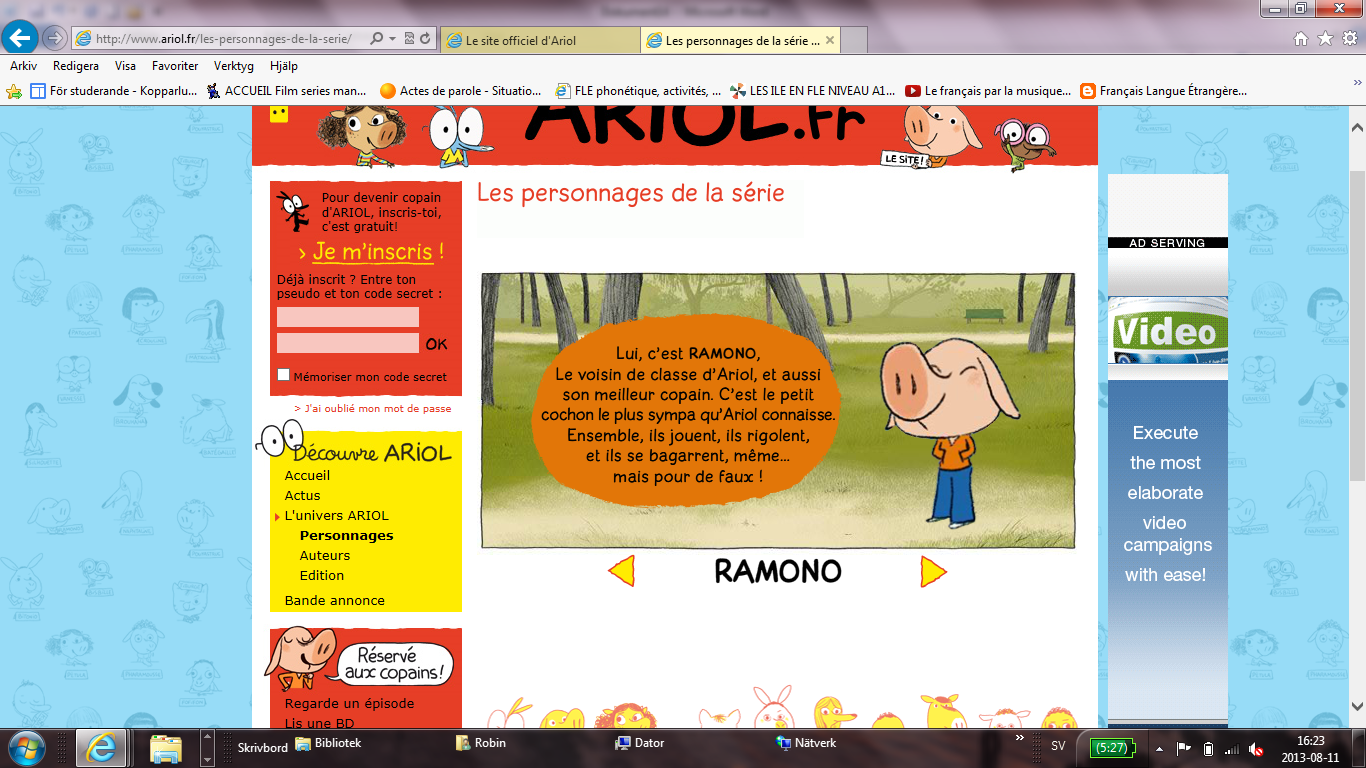 http://www.ariol.fr/les-personnages-de-la-serie/
Le site officiel d'Ariol
Les personnages de la série ...
Arkiv Redigera Visa Favoriter Verktyg Hjälp
För studerande - Kopparlu...
ACCUEIL Film series man...
Actes de parole - Situatio...
FLE phonétique, activités, ...
LES ILE EN FLE NIVEAU A1...
Le français par la musique...
Français Langue Étrangère...
ARIOL.FR
LE SITE!
Pour devenir copain
d'ARIOL, inscris-toi,
c'est gratuit!
> Je m'inscris !
Déjà inscrit ? Entre ton
pseudo et ton code secret :
OK
Mémoriser mon code secret
> J'ai oublié mon mot de passe
Découvre ARiOL
Accueil
Actus
L'univers ARIOL
Personnages
Auteurs
Edition
Bande annonce
Réservé
aux copains!
Regarde un épisode
Lis une BD
Les personnages de la série
Lui, c'est RAMONO,
Le voisin de classe d'Ariol, et aussi
son meilleur copain. C'est le petit
cochon le plus sympa qu'Ariol connaisse.
Ensemble, ils jouent, ils rigolent,
et ils se bagarrent, même...
mais pour de faux !
RAMONO
AD SERVING
Video
Execute
the most
elaborate
video
campaigns
with ease!
Skrivbord
Bibliotek
Robin
Dator
Nätverk
SV
(5:27)
16:23
2013-08-11